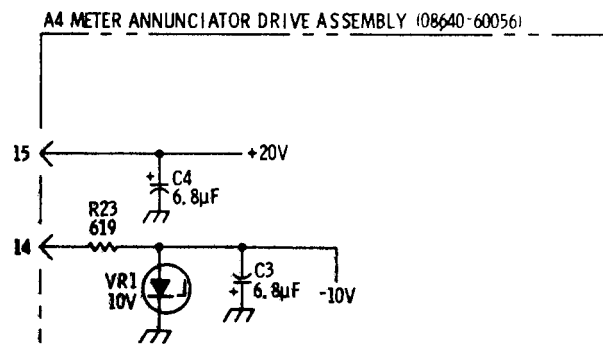 A4 METER ANNUNCIATOR DRIVE ASSEMBLY (08640-60056)
15
+20V
+
C4
6.8µF
R23
619
14
VR1
10V
C3
+
6.8µF
-10V